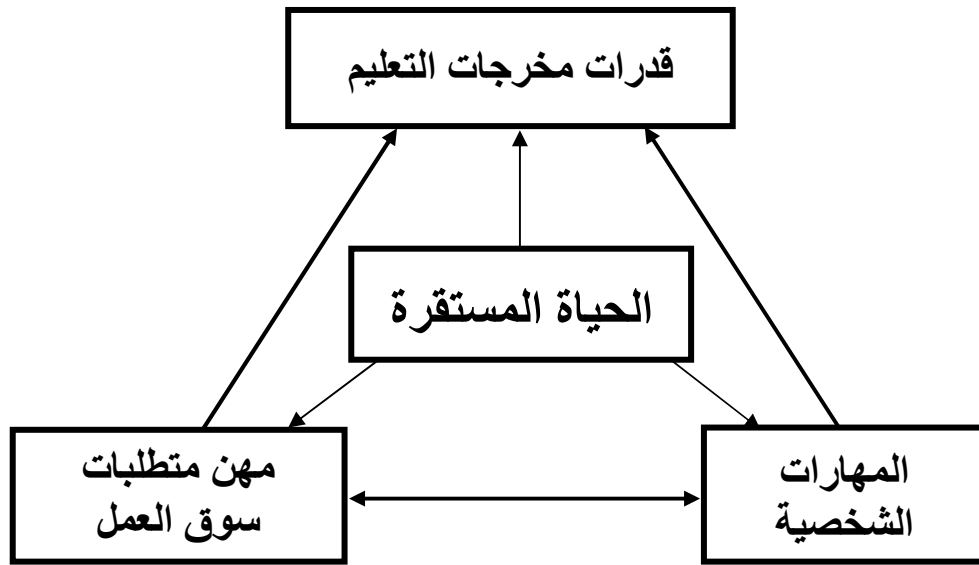 قدرات مخرجات التعليم
الحياة المستقرة
المهارات
الشخصية
مهن متطلبات
سوق العمل